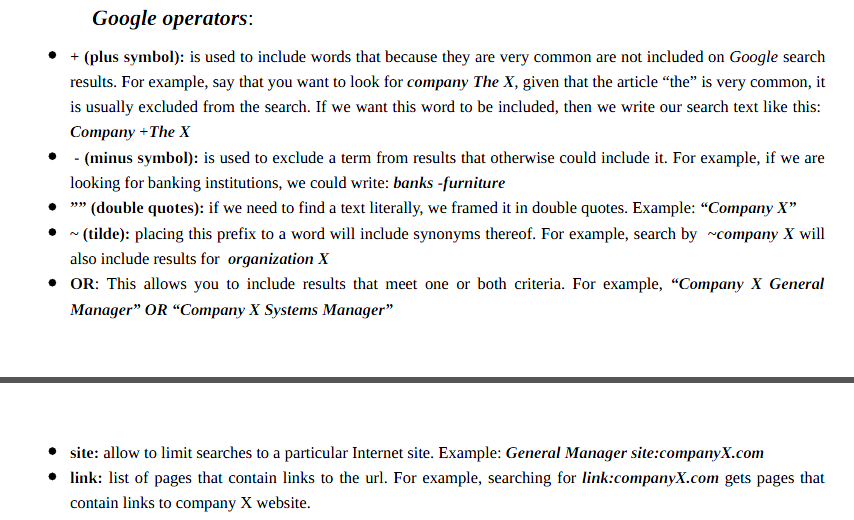 Google operators:
● + (plus symbol): is used to include words that because they are very common are not included on Google search
results. For example, say that you want to look for company The X, given that the article “the” is very common, it
is usually excluded from the search. If we want this word to be included, then we write our search text like this:
Company +The X
● - (minus symbol): is used to exclude a term from results that otherwise could include it. For example, if we are
looking for banking institutions, we could write: banks -furniture
● ”” (double quotes): if we need to find a text literally, we framed it in double quotes. Example: “Company X”
● ~ (tilde): placing this prefix to a word will include synonyms thereof. For example, search by ~company X will
also include results for organization X
● OR: This allows you to include results that meet one or both criteria. For example, “Company X General
Manager” OR “Company X Systems Manager”
● site: allow to limit searches to a particular Internet site. Example: General Manager site:companyX.com
● link: list of pages that contain links to the url. For example, searching for link:companyX.com gets pages that
contain links to company X website.